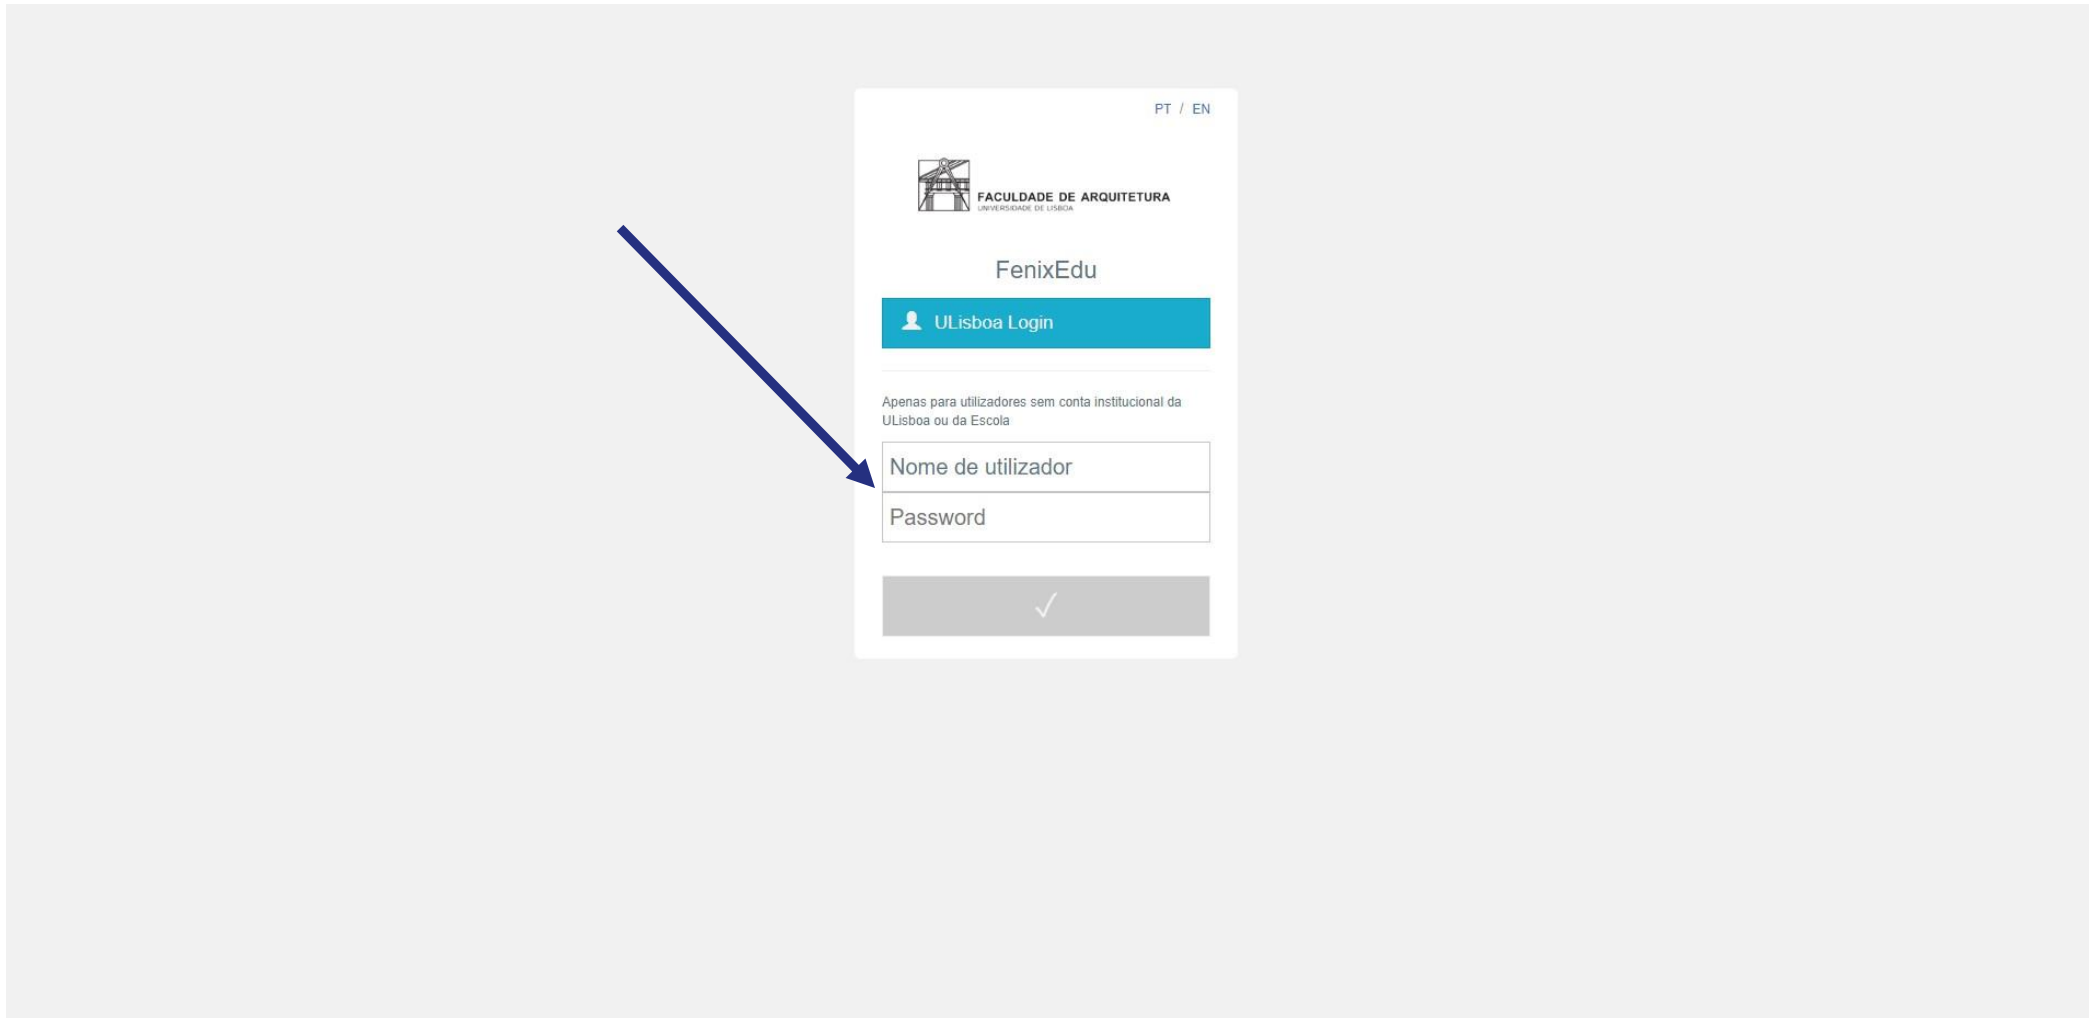 PT / EN
FACULDADE DE ARQUITETURA
UNIVERSIDADE DE LISBOA
FenixEdu
ULisboa Login
Apenas para utilizadores sem conta institucional da
ULisboa ou da Escola
Nome de utilizador
Password